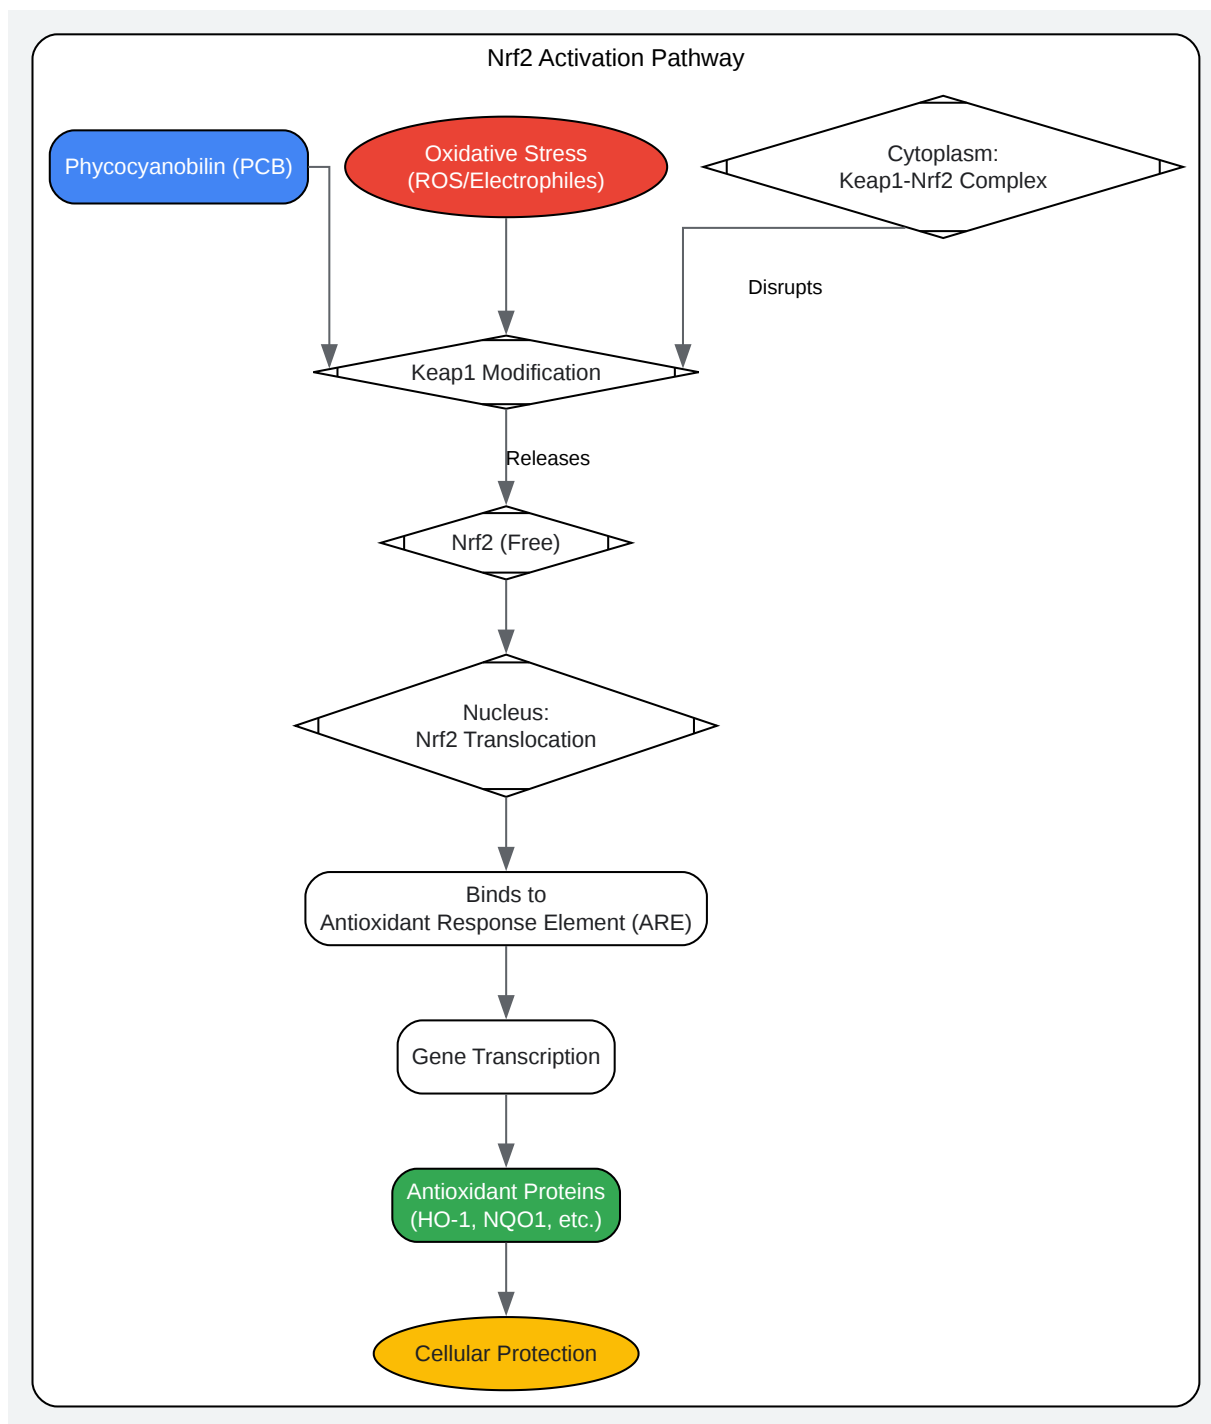 Nrf2 Activation Pathway
Phycocyanobilin (PCB)
Oxidative Stress
(ROS/Electrophiles)
Cytoplasm:
Keap1-Nrf2 Complex
Disrupts
Keap1 Modification
Releases
Nrf2 (Free)
Nucleus:
Nrf2 Translocation
Binds to
Antioxidant Response Element (ARE)
Gene Transcription
Antioxidant Proteins
(HO-1, NQO1, etc.)
Cellular Protection